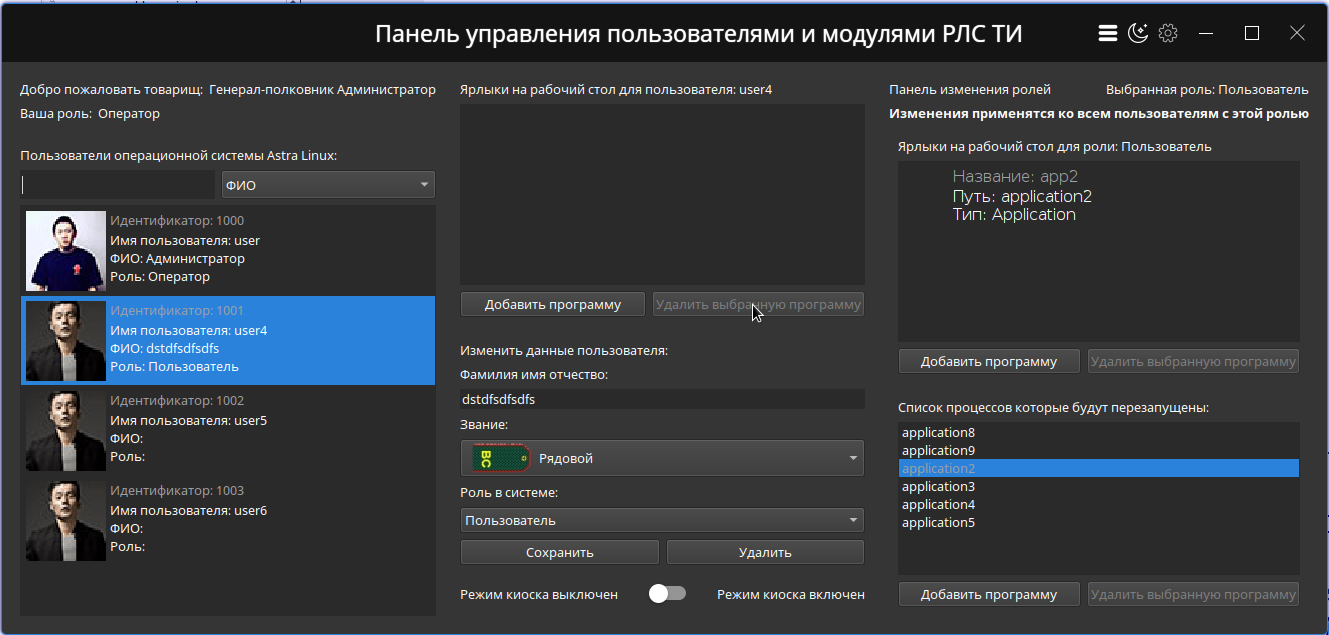 Панель управления пользователями и модулями РЛС ТИ
Добро пожаловать товарищ: Генерал-полковник Администратор
Ваша роль: Оператор
Пользователи операционной системы Astra Linux:
ФИО
Идентификатор: 1000
Имя пользователя: user
ФИО: Администратор
Роль: Оператор
Идентификатор: 1001
Имя пользователя: user4
ФИО: dstdfsdfsdfs
Роль: Пользователь
Идентификатор: 1002
Имя пользователя: user5
ФИО:
Роль:
Идентификатор: 1003
Имя пользователя: user6
ФИО:
Роль:
Ярлыки на рабочий стол для пользователя: user4
Добавить программу
Удалить выбранную программу
Изменить данные пользователя:
Фамилия имя отчество:
dstdfsdfsdfs
Звание:
ВС
Рядовой
Роль в системе:
Пользователь
Сохранить
Удалить
Режим киоска выключен
Режим киоска включен
Панель изменения ролей
Выбранная роль: Пользователь
Изменения применятся ко всем пользователям с этой ролью
Ярлыки на рабочий стол для роли: Пользователь
Название: app2
Путь: application2
Тип: Application
Добавить программу
Удалить выбранную программу
Список процессов которые будут перезапущены:
application8
application9
application2
application3
application4
application5
Добавить программу
Удалить выбранную программу